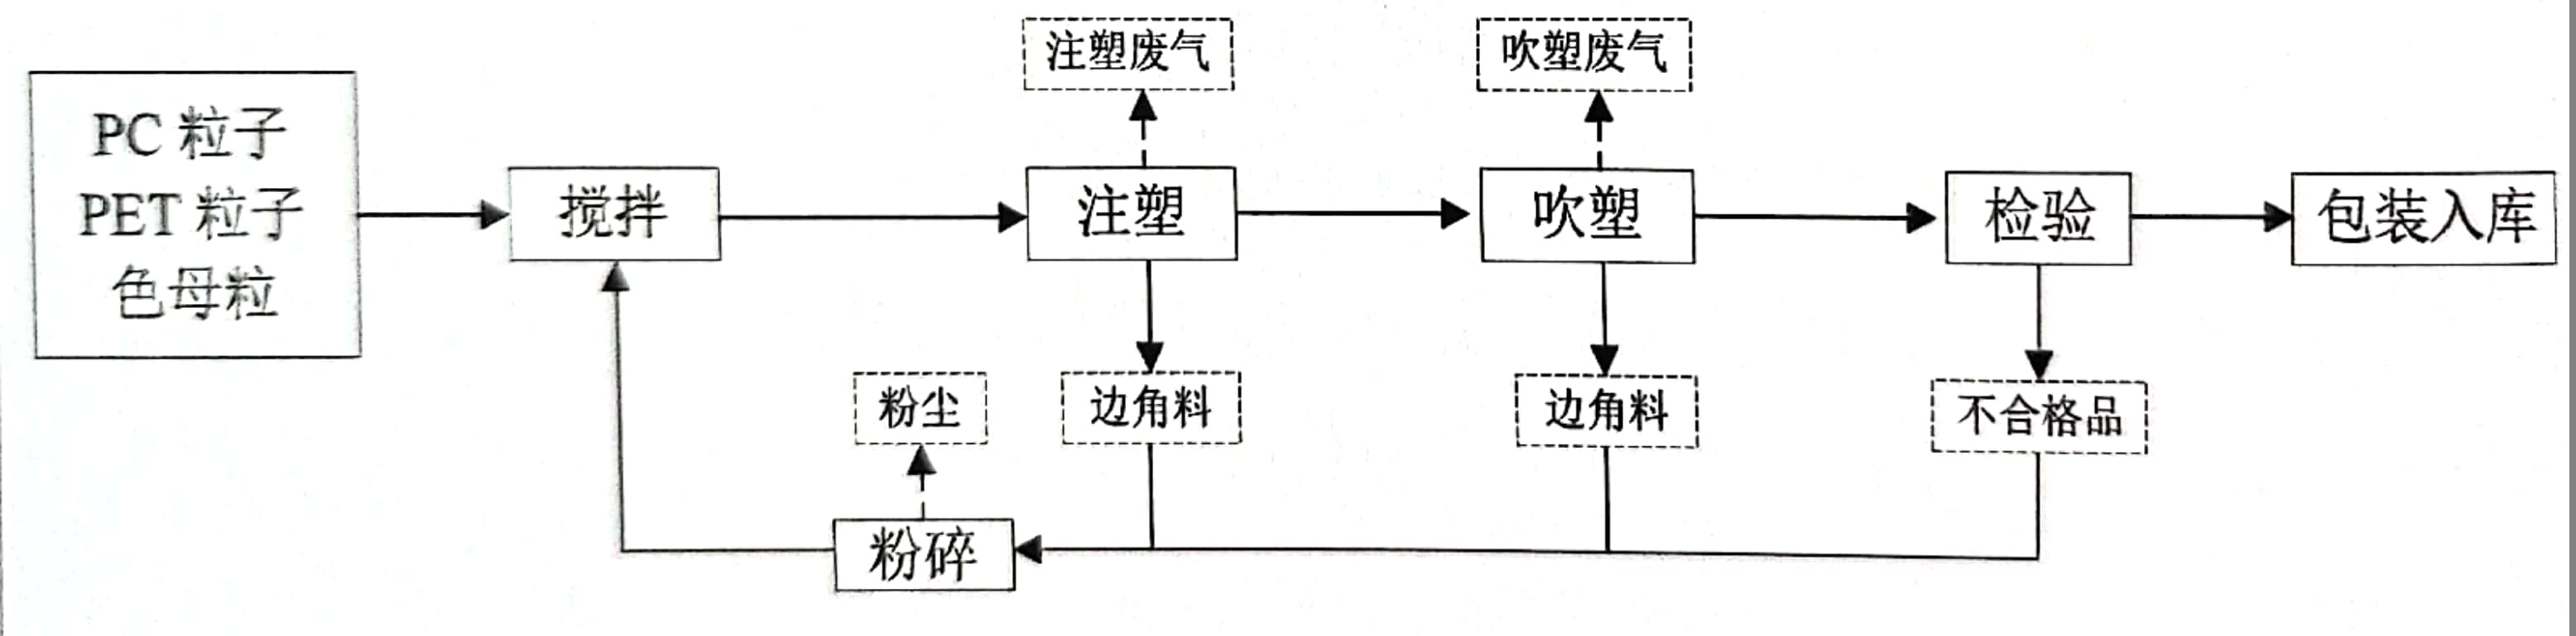 注塑废气
吹塑废气
PC 粒子
PET 粒子
色母粒
搅拌
注塑
吹塑
检验
包装入库
粉尘
边角料
边角料
不合格品
粉碎